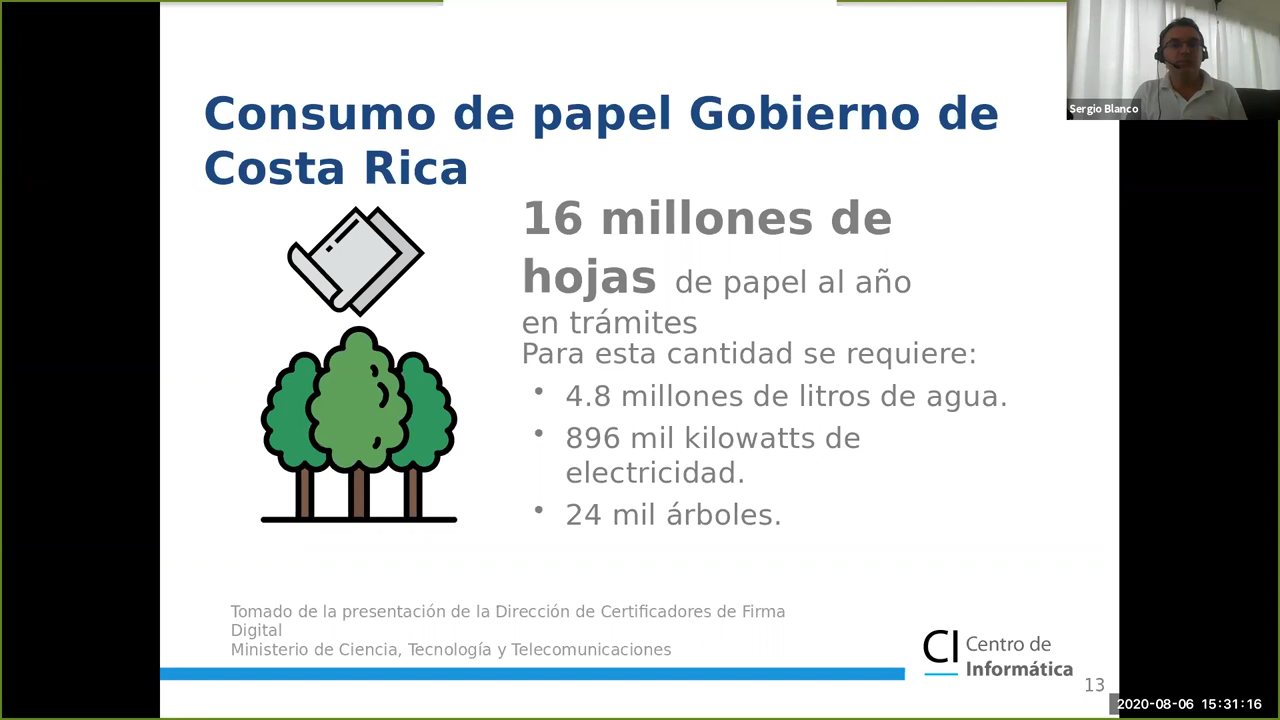 Sergio Blanco
Consumo de papel Gobierno de
Costa Rica
16 millones de
hojas de papel al año
en trámites
Para esta cantidad se requiere:
• 4.8 millones de litros de agua.
• 896 mil kilowatts de
electricidad.
• 24 mil árboles.
Tomado de la presentación de la Dirección de Certificadores de Firma
Digital
Ministerio de Ciencia, Tecnología y Telecomunicaciones
CI Centro de
Informática
13
2020-08-06 15:31:16